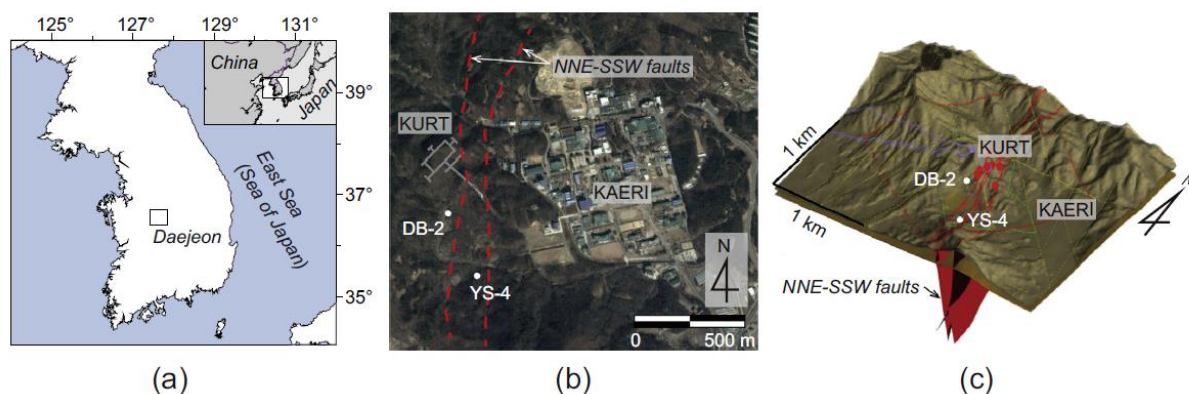 125° 127° 129° 131°
China
Japan
39°
37°
35°
East Sea
(Sea of Japan)
Daejeon
(a)
NNE-SSW faults
KURT
KAERI
DB-2
YS-4
N
0 500 m
(b)
1 km
1 km
KURT
DB-2
KAERI
YS-4
N
NNE-SSW faults
(c)